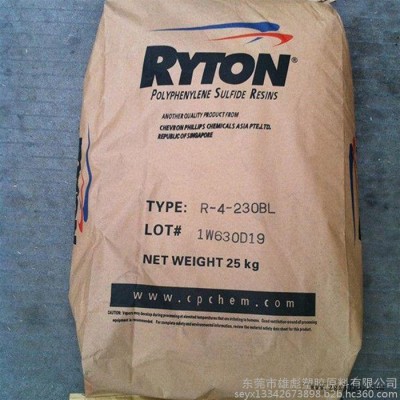 RYTON®
POLYPHENYLENE SULFIDE RESINS
ANOTHER QUALITY PRODUCT FROM
CHEVRON PHILLIPS CHEMICALS ASIA PTE.LTD.
REPUBLIC OF SINGAPORE
TYPE: R-4-230BL
LOT# 1W630D19
NET WEIGHT 25 kg
www.cpchem.com
东莞市雄彪塑胶原料有限公司
seyx13342673898.b2b.hc360.com